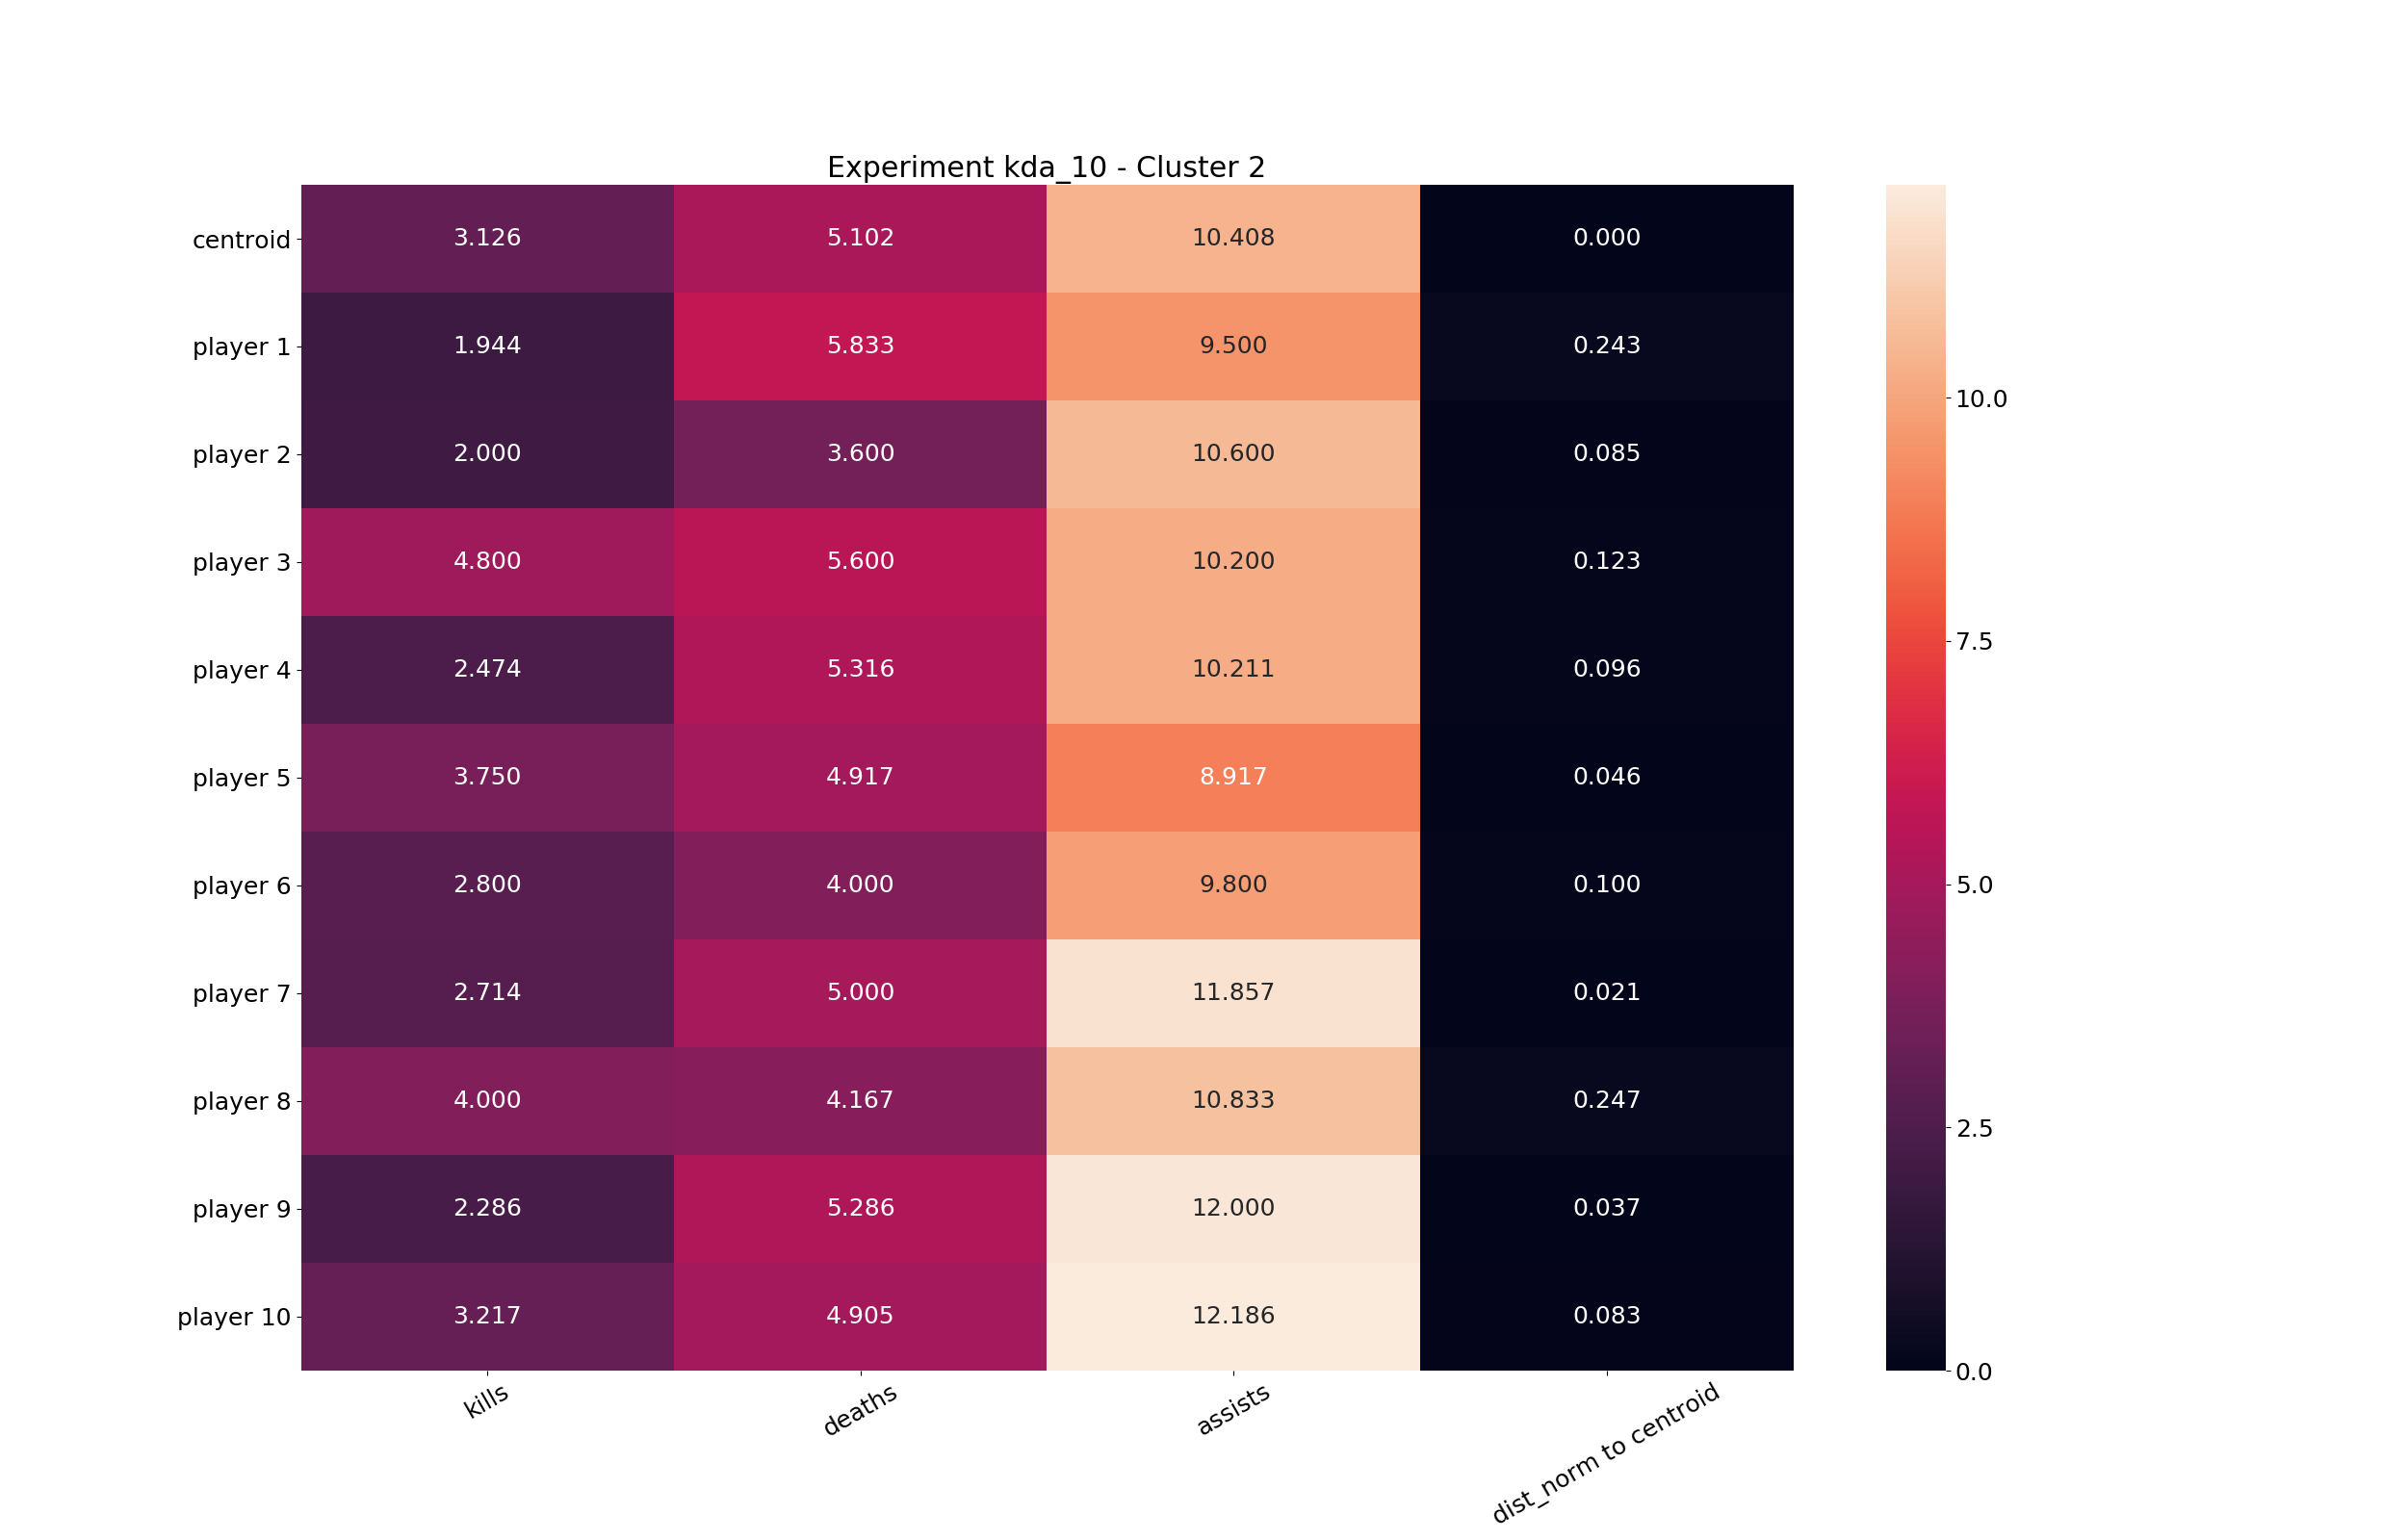 Experiment kda_10 - Cluster 2
centroid 3.126 5.102 10.408 0.000
player 1 1.944 5.833 9.500 0.243
player 2 2.000 3.600 10.600 0.085
player 3 4.800 5.600 10.200 0.123
player 4 2.474 5.316 10.211 0.096
player 5 3.750 4.917 8.917 0.046
player 6 2.800 4.000 9.800 0.100
player 7 2.714 5.000 11.857 0.021
player 8 4.000 4.167 10.833 0.247
player 9 2.286 5.286 12.000 0.037
player 10 3.217 4.905 12.186 0.083
kills deaths assists dist_norm to centroid
10.0
7.5
5.0
2.5
0.0